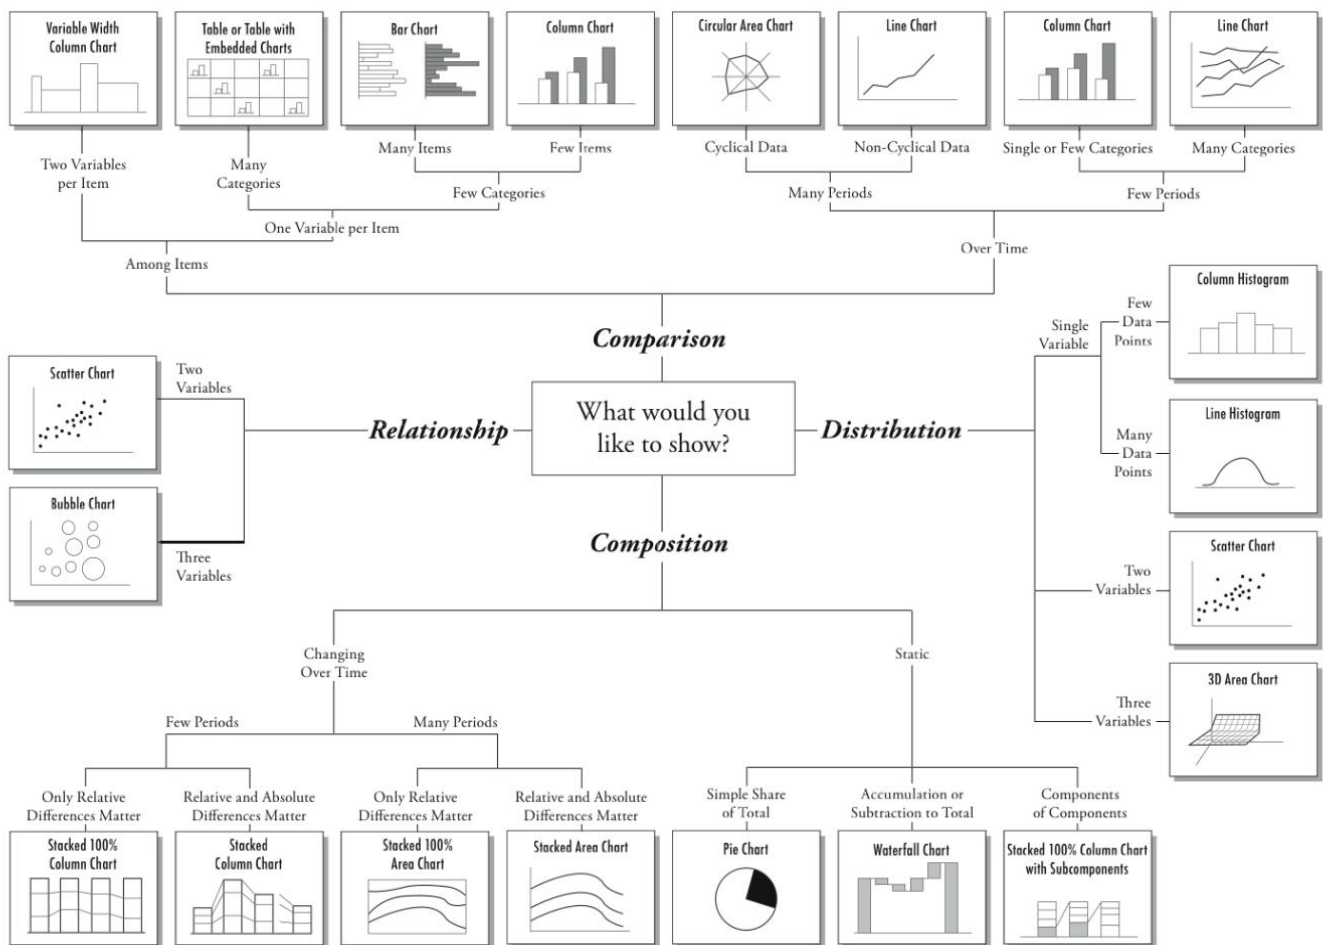 Variable Width
Column Chart
Table or Table with
Embedded Charts
Bar Chart
Column Chart
Circular Area Chart
Line Chart
Column Chart
Line Chart
Two Variables
per Item
Many
Categories
Many Items
Few Items
Cyclical Data
Non-Cyclical Data
Single or Few Categories
Many Categories
Few Categories
Many Periods
Few Periods
One Variable per Item
Among Items
Over Time
Comparison
What would you
like to show?
Relationship
Two
Variables
Scatter Chart
Three
Variables
Bubble Chart
Distribution
Single
Variable
Few
Data
Points
Column Histogram
Many
Data
Points
Line Histogram
Two
Variables
Scatter Chart
Three
Variables
3D Area Chart
Composition
Changing
Over Time
Static
Few Periods
Many Periods
Only Relative
Differences Matter
Relative and Absolute
Differences Matter
Only Relative
Differences Matter
Relative and Absolute
Differences Matter
Simple Share
of Total
Accumulation or
Subtraction to Total
Components
of Components
Stacked 100%
Column Chart
Stacked
Column Chart
Stacked 100%
Area Chart
Stacked Area Chart
Pie Chart
Waterfall Chart
Stacked 100% Column Chart
with Subcomponents